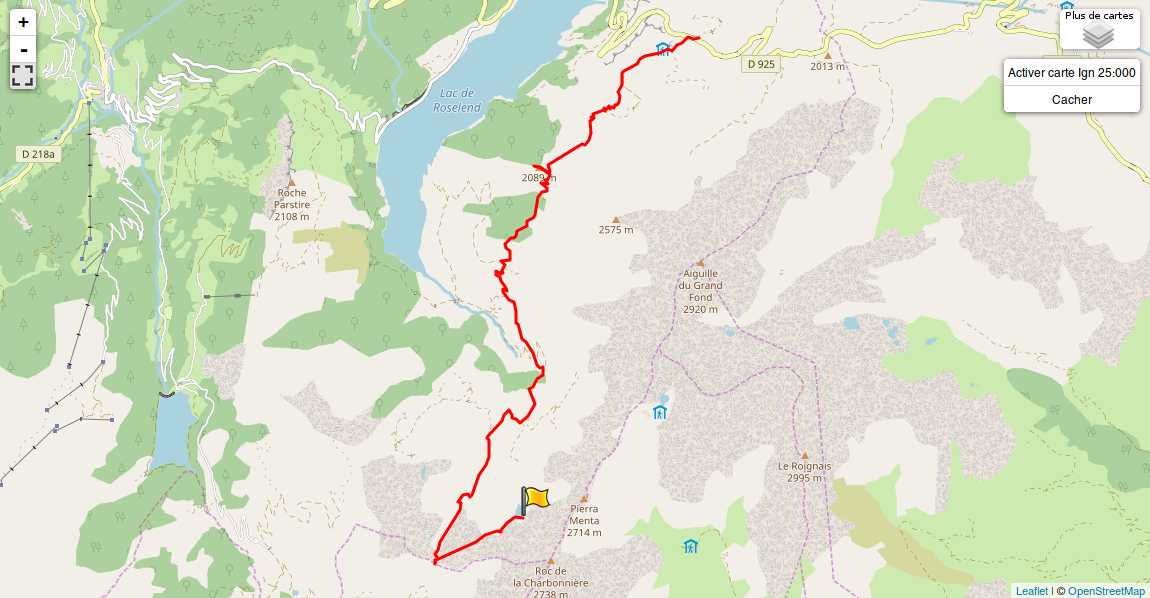 +
-
Plus de cartes
Activer carte Ign 25:000
Cacher
D 925
2013 m
Lac de
Roselend
D 218a
2089 m
Roche
Parstire
2108 m
2575 m
Aiguille
du Grand
Fond
2920 m
Le Roignais
2995 m
Pierra
Menta
2714 m
Roc de
la Charbonnière
2738 m
Leaflet | © OpenStreetMap